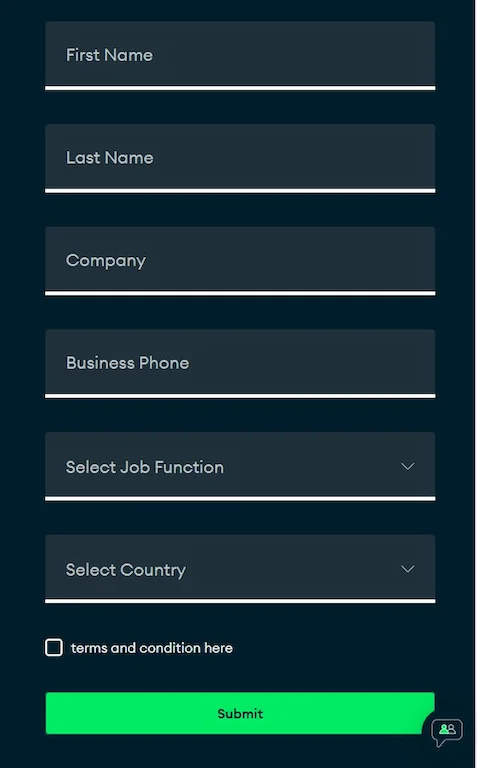 First Name
Last Name
Company
Business Phone
Select Job Function
Select Country
terms and condition here
Submit